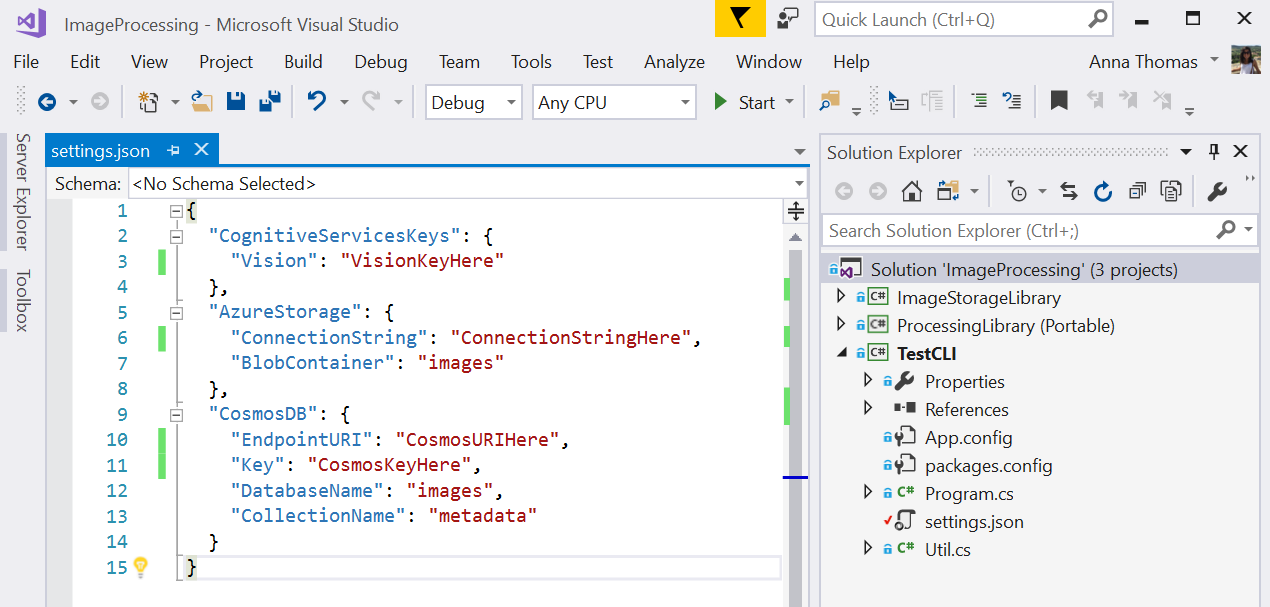 ImageProcessing - Microsoft Visual Studio
Quick Launch (Ctrl+Q)
File Edit View Project Build Debug Team Tools Test Analyze Window Help Anna Thomas
Debug Any CPU Start
Server Explorer
Toolbox
settings.json
Schema: <No Schema Selected>
1 {
2 "CognitiveServicesKeys": {
3 "Vision": "VisionKeyHere"
4 },
5 "AzureStorage": {
6 "ConnectionString": "ConnectionStringHere",
7 "BlobContainer": "images"
8 },
9 "CosmosDB": {
10 "EndpointURI": "CosmosURIHere",
11 "Key": "CosmosKeyHere",
12 "DatabaseName": "images",
13 "CollectionName": "metadata"
14 }
15 }
Solution Explorer
Search Solution Explorer (Ctrl+;)
Solution 'ImageProcessing' (3 projects)
C# ImageStorageLibrary
C# ProcessingLibrary (Portable)
C# TestCLI
Properties
References
App.config
packages.config
C# Program.cs
settings.json
C# Util.cs